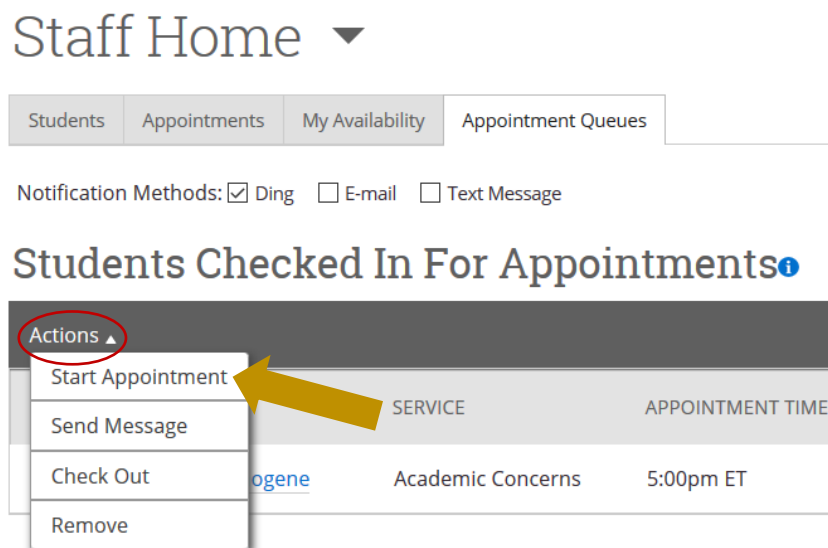 Staff Home
Students Appointments My Availability Appointment Queues
Notification Methods: Ding E-mail Text Message
Students Checked In For Appointments
Actions
Start Appointment
SERVICE APPOINTMENT TIME
Send Message
Check Out
ogene Academic Concerns 5:00pm ET
Remove